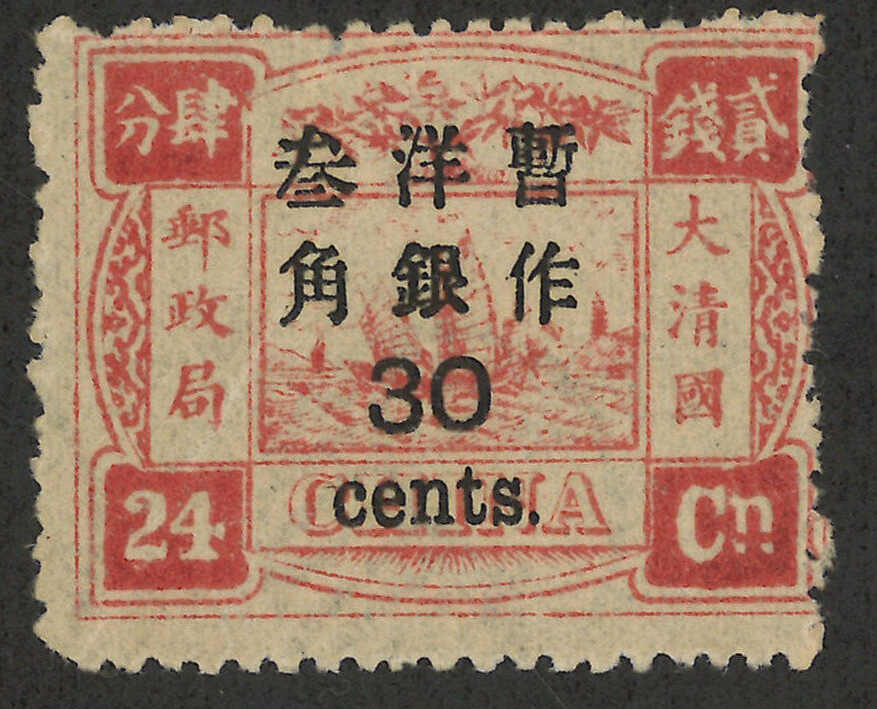 貳錢
肆分
大清國
郵政局
暫作
洋銀
叁角
30
cents.
CHINA
24
Cn